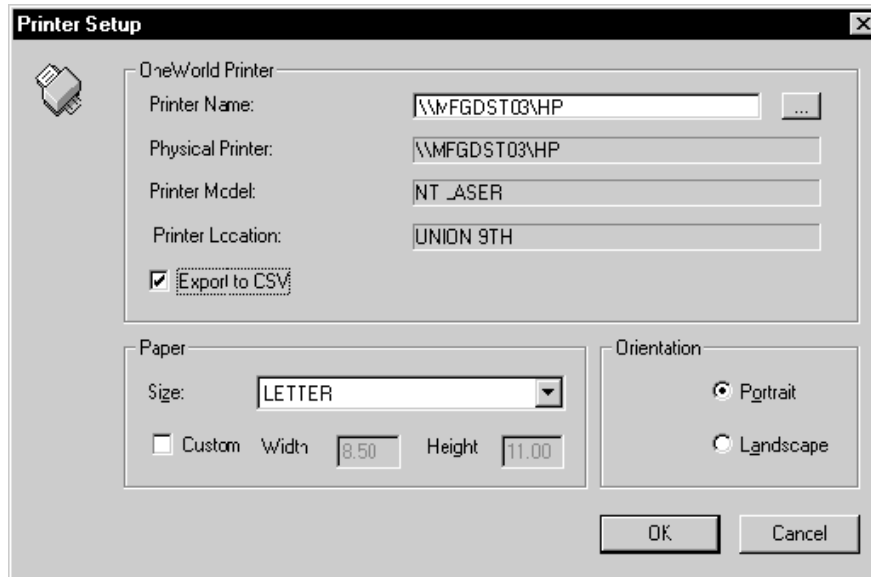 Printer Setup
OneWorld Printer
Printer Name: \\MFGDST03\HP ...
Physical Printer: \\MFGDST03\HP
Printer Model: NT LASER
Printer Location: UNION 9TH
Export to CSV
Paper
Size: LETTER
Custom Width 8.50 Height 11.00
Orientation
Portrait
Landscape
OK Cancel